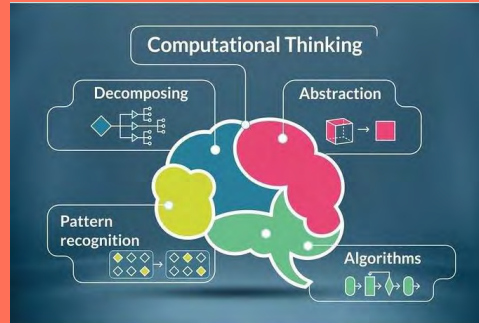 Computational Thinking
Decomposing
Abstraction
Pattern
recognition
Algorithms